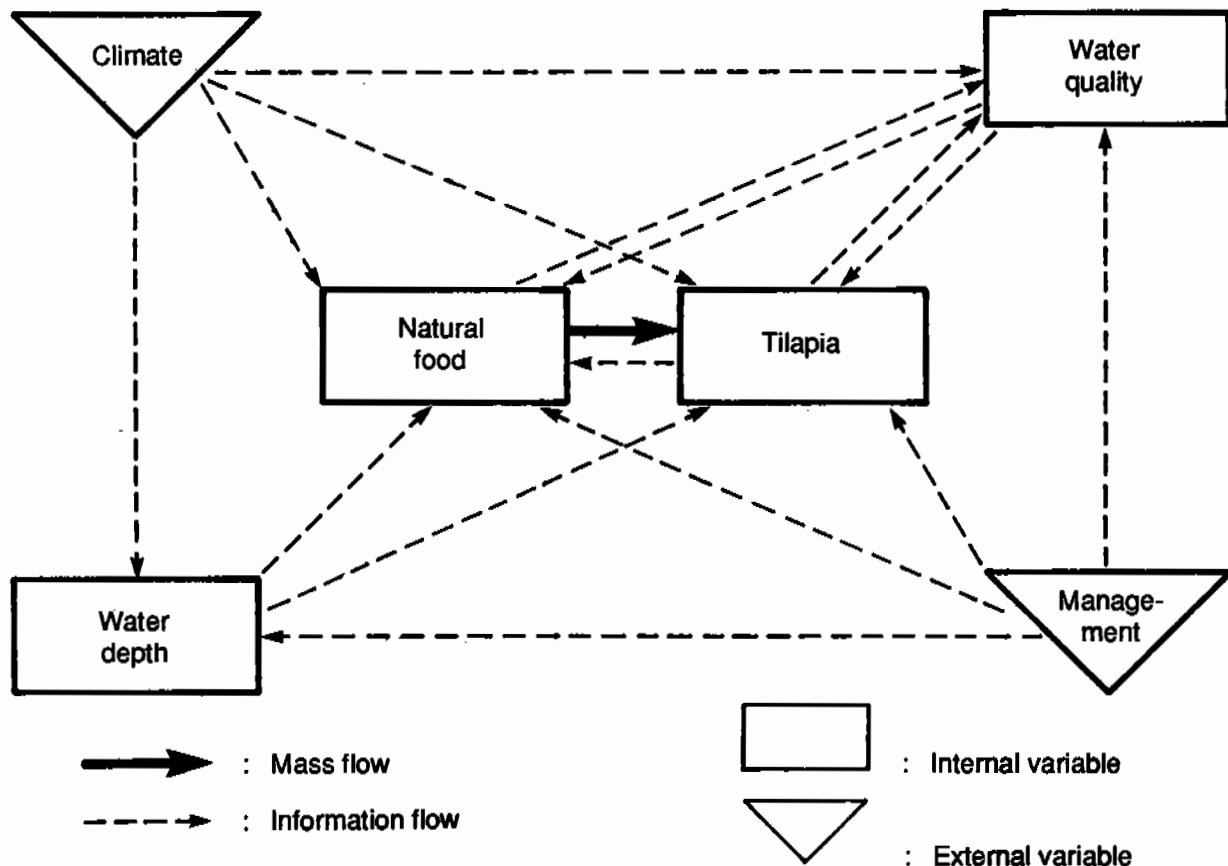 Climate
Water
quality
Natural
food
Tilapia
Water
depth
Manage-
ment
: Mass flow
: Internal variable
: Information flow
: External variable